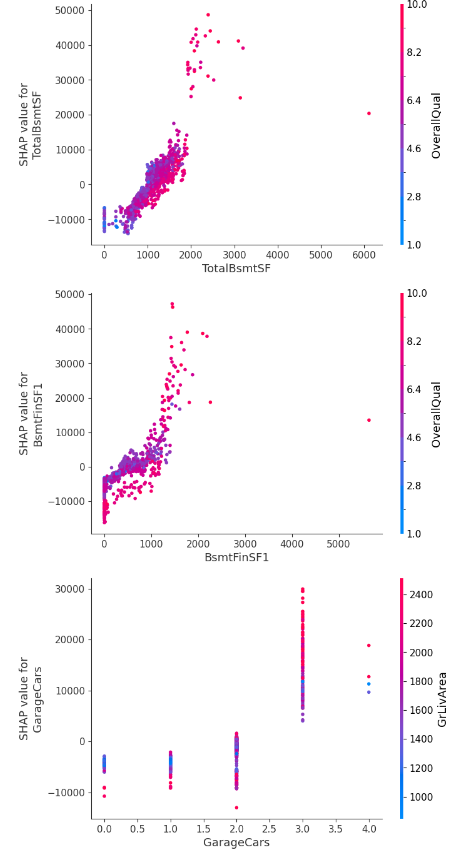 50000
40000
30000
20000
10000
0
−10000
SHAP value for
TotalBsmtSF
0 1000 2000 3000 4000 5000 6000
TotalBsmtSF
10.0
8.2
6.4
4.6
2.8
1.0
OverallQual
50000
40000
30000
20000
10000
0
−10000
SHAP value for
BsmtFinSF1
0 1000 2000 3000 4000 5000
BsmtFinSF1
10.0
8.2
6.4
4.6
2.8
1.0
OverallQual
30000
20000
10000
0
−10000
SHAP value for
GarageCars
0.0 0.5 1.0 1.5 2.0 2.5 3.0 3.5 4.0
GarageCars
2400
2200
2000
1800
1600
1400
1200
1000
GrLivArea